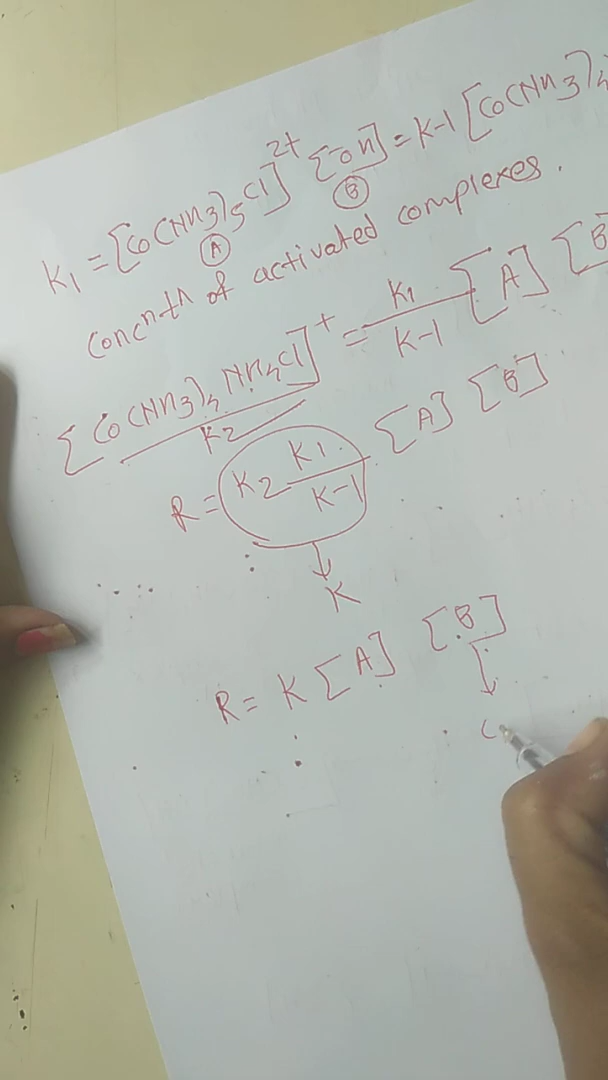 K1 = [CO(NH3)5Cl]2+ [OH] = K-1 [CO(NH3)4
A B
Concn-tn of activated complexes.
[CO(NH3)4 NH2Cl]+ = K1/K-1 [A] [B
K2
R = K2 K1/K-1 [A] [B]
K
R = K [A] [B]
C